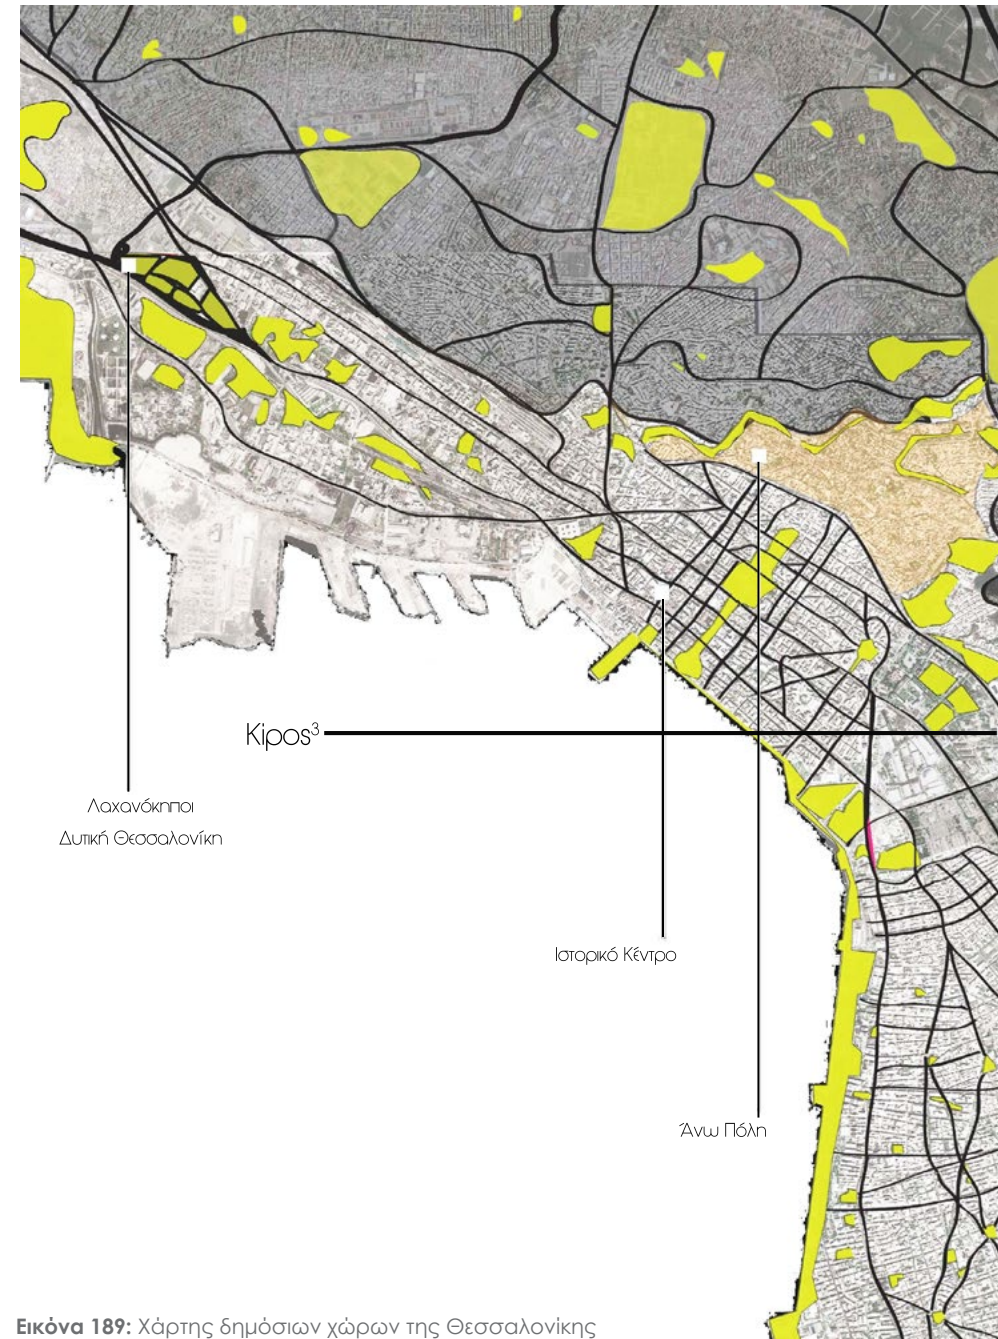 Kipos³
Λαχανόκηποι
Δυτική Θεσσαλονίκη
Ιστορικό Κέντρο
Άνω Πόλη
Εικόνα 189: Χάρτης δημόσιων χώρων της Θεσσαλονίκης